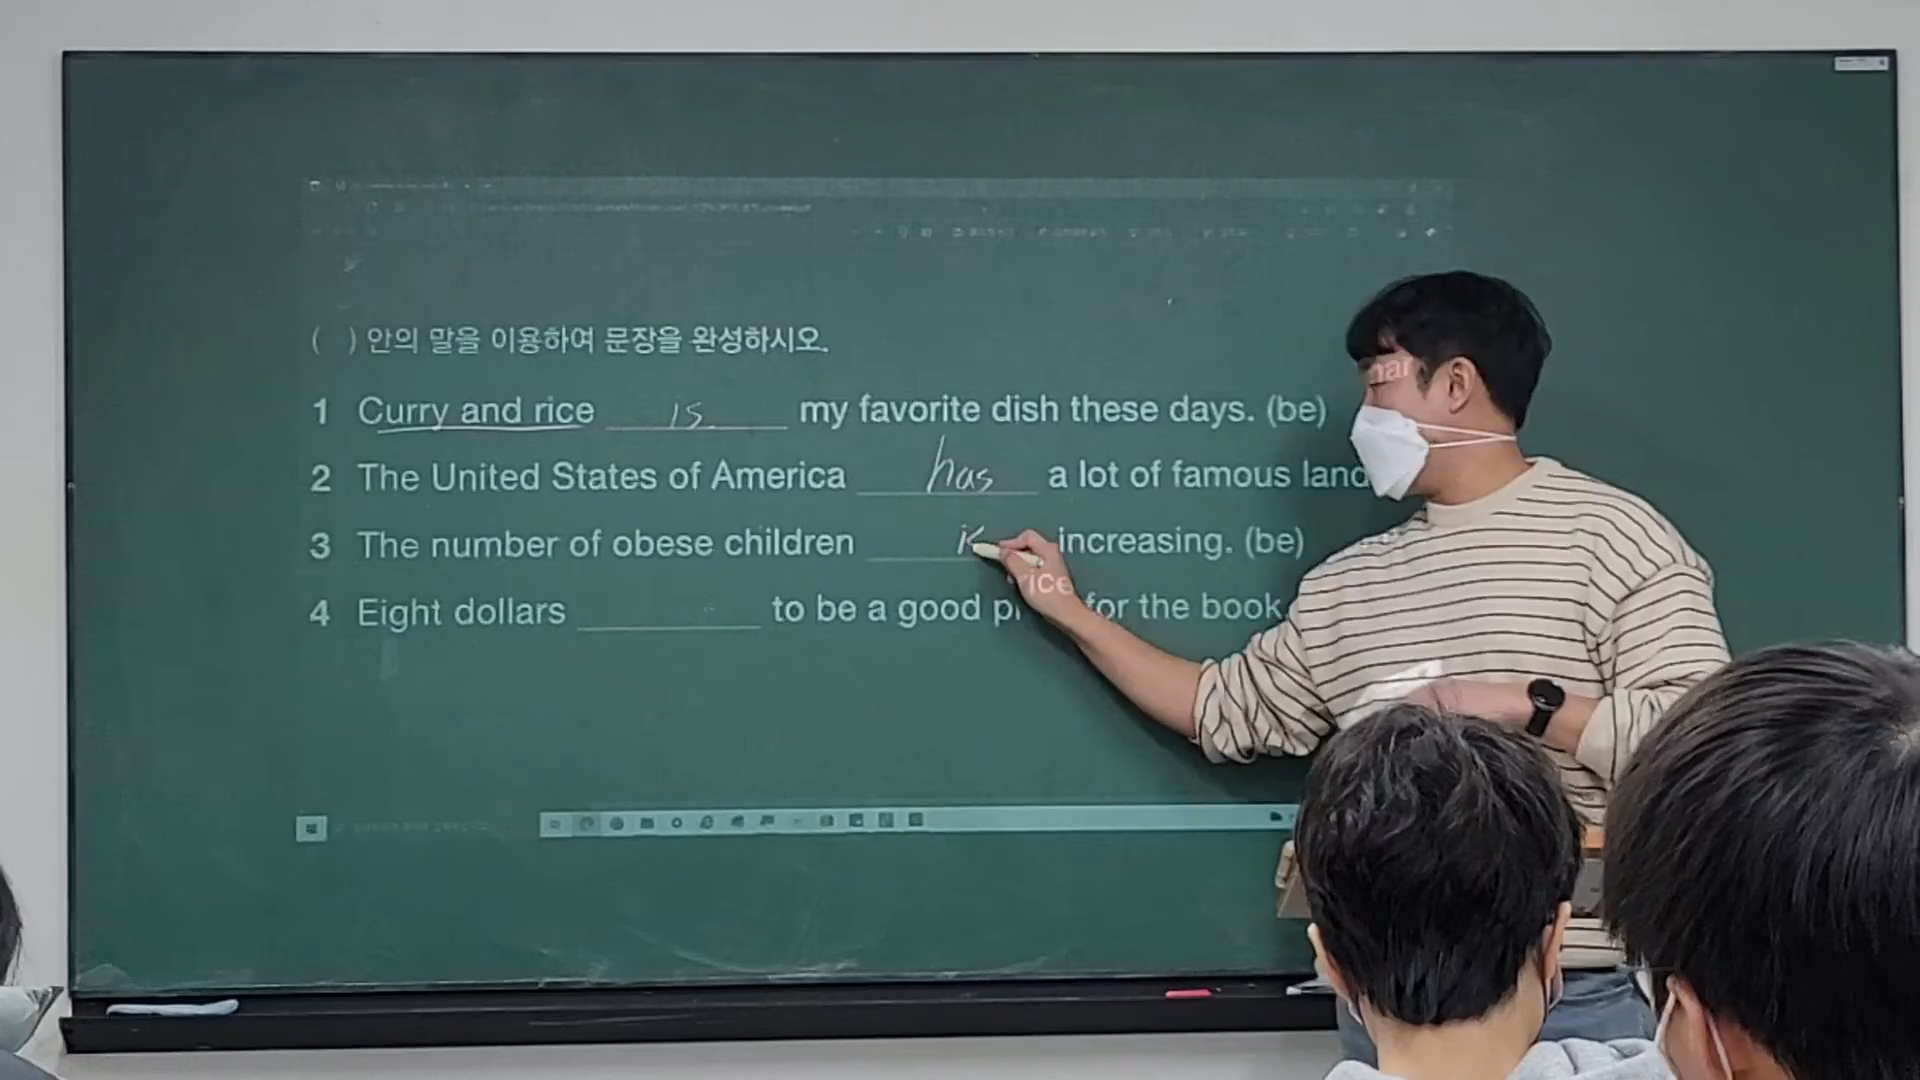 ( ) 안의 말을 이용하여 문장을 완성하시오.
1 Curry and rice is my favorite dish these days. (be)
2 The United States of America has a lot of famous land
3 The number of obese children is increasing. (be)
4 Eight dollars to be a good price for the book